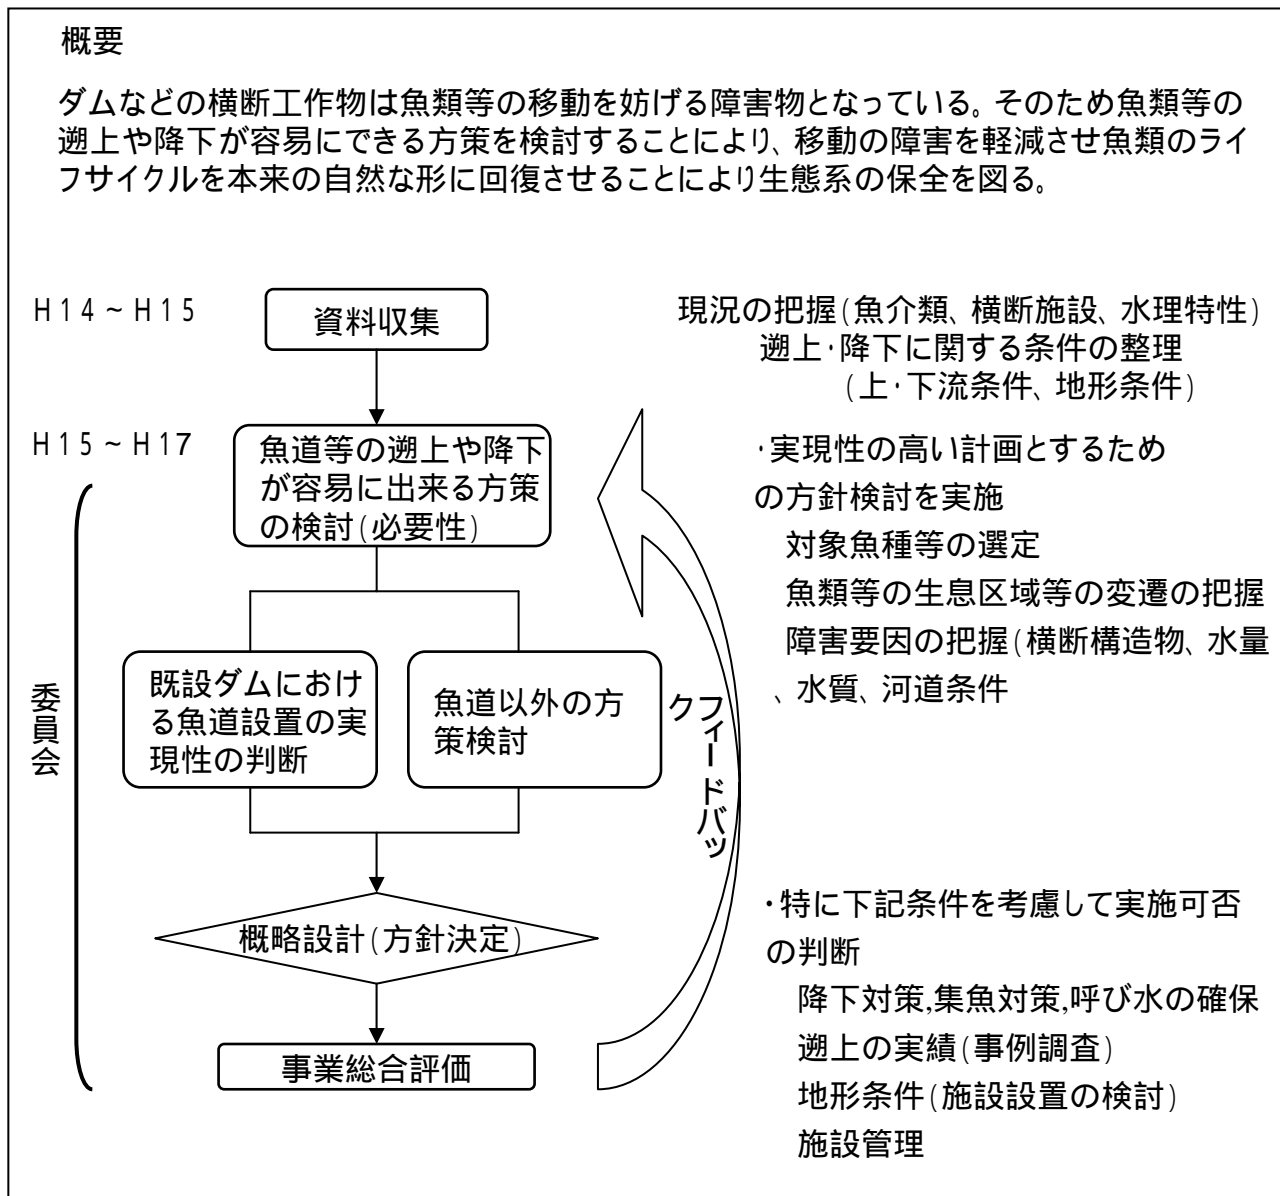 概要
ダムなどの横断工作物は魚類等の移動を妨げる障害物となっている。そのため魚類等の
遡上や降下が容易にできる方策を検討することにより、移動の障害を軽減させ魚類のライ
フサイクルを本来の自然な形に回復させることにより生態系の保全を図る。
H14~H15
資料収集
現況の把握(魚介類、横断施設、水理特性)
遡上・降下に関する条件の整理
(上・下流条件、地形条件)
H15~H17
魚道等の遡上や降下
が容易に出来る方策
の検討(必要性)
・実現性の高い計画とするため
の方針検討を実施
対象魚種等の選定
魚類等の生息区域等の変遷の把握
障害要因の把握(横断構造物、水量
、水質、河道条件
委員会
既設ダムにおけ
る魚道設置の実
現性の判断
魚道以外の方
策検討
フィードバッ
ク
概略設計(方針決定)
事業総合評価
・特に下記条件を考慮して実施可否
の判断
降下対策,集魚対策,呼び水の確保
遡上の実績(事例調査)
地形条件(施設設置の検討)
施設管理